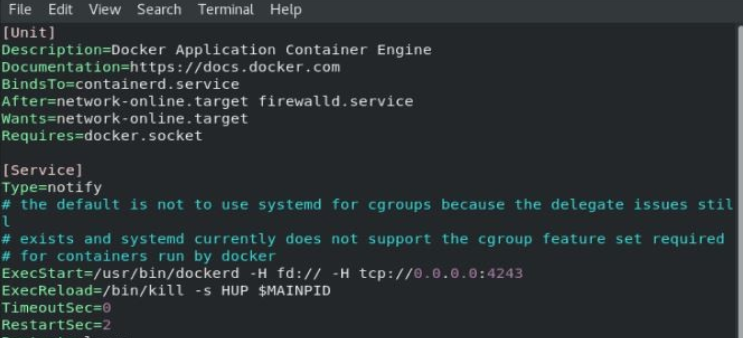 File Edit View Search Terminal Help
[Unit]
Description=Docker Application Container Engine
Documentation=https://docs.docker.com
BindsTo=containerd.service
After=network-online.target firewalld.service
Wants=network-online.target
Requires=docker.socket
[Service]
Type=notify
# the default is not to use systemd for cgroups because the delegate issues stil
l
# exists and systemd currently does not support the cgroup feature set required
# for containers run by docker
ExecStart=/usr/bin/dockerd -H fd:// -H tcp://0.0.0.0:4243
ExecReload=/bin/kill -s HUP $MAINPID
TimeoutSec=0
RestartSec=2